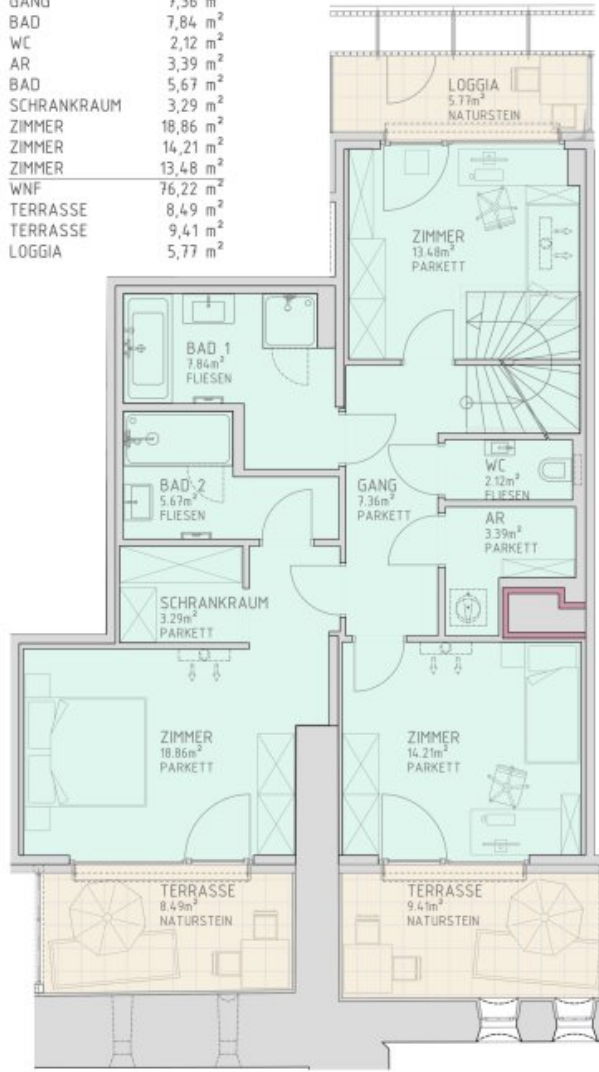 GANG 7,36 m²
BAD 7,84 m²
WC 2,12 m²
AR 3,39 m²
BAD 5,67 m²
SCHRANKRAUM 3,29 m²
ZIMMER 18,86 m²
ZIMMER 14,21 m²
ZIMMER 13,48 m²
WNF 76,22 m²
TERRASSE 8,49 m²
TERRASSE 9,41 m²
LOGGIA 5,77 m²
LOGGIA
5.77m²
NATURSTEIN
ZIMMER
13.48m²
PARKETT
BAD 1
7.84m²
FLIESEN
BAD 2
5.67m²
FLIESEN
GANG
7.36m²
PARKETT
WC
2.12m²
FLIESEN
AR
3.39m²
PARKETT
SCHRANKRAUM
3.29m²
PARKETT
ZIMMER
18.86m²
PARKETT
ZIMMER
14.21m²
PARKETT
TERRASSE
8.49m²
NATURSTEIN
TERRASSE
9.41m²
NATURSTEIN